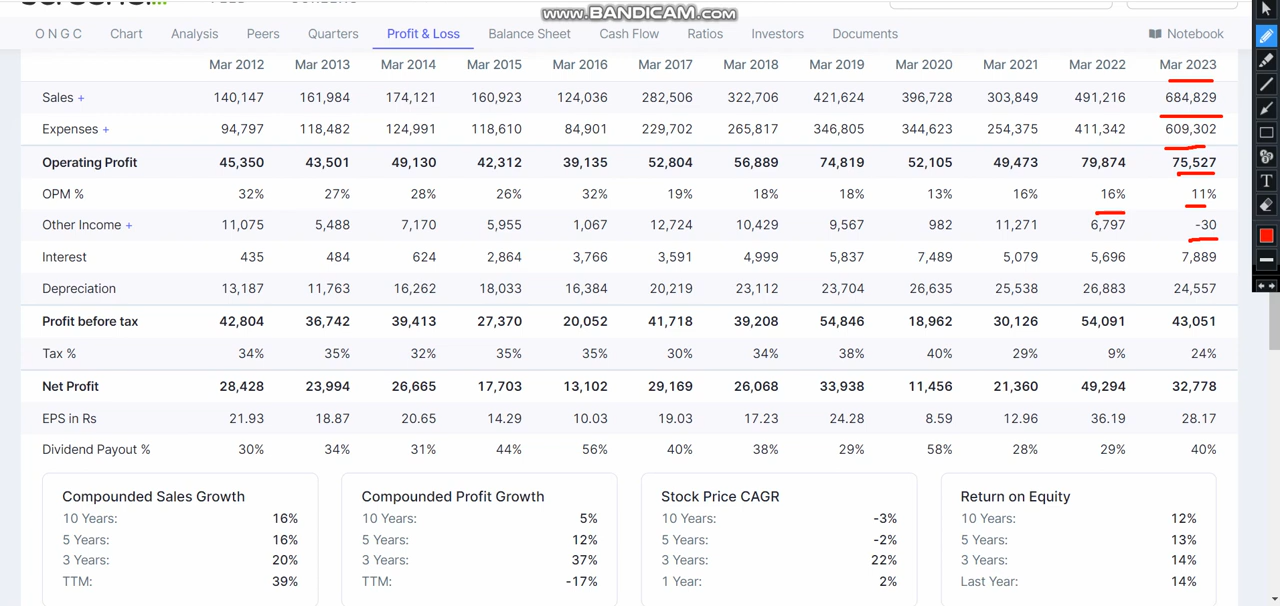 www.BANDICAM.com
O N G C Chart Analysis Peers Quarters Profit & Loss Balance Sheet Cash Flow Ratios Investors Documents Notebook
Mar 2012 Mar 2013 Mar 2014 Mar 2015 Mar 2016 Mar 2017 Mar 2018 Mar 2019 Mar 2020 Mar 2021 Mar 2022 Mar 2023
Sales + 140,147 161,984 174,121 160,923 124,036 282,506 322,706 421,624 396,728 303,849 491,216 684,829
Expenses + 94,797 118,482 124,991 118,610 84,901 229,702 265,817 346,805 344,623 254,375 411,342 609,302
Operating Profit 45,350 43,501 49,130 42,312 39,135 52,804 56,889 74,819 52,105 49,473 79,874 75,527
OPM % 32% 27% 28% 26% 32% 19% 18% 18% 13% 16% 16% 11%
Other Income + 11,075 5,488 7,170 5,955 1,067 12,724 10,429 9,567 982 11,271 6,797 -30
Interest 435 484 624 2,864 3,766 3,591 4,999 5,837 7,489 5,079 5,696 7,889
Depreciation 13,187 11,763 16,262 18,033 16,384 20,219 23,112 23,704 26,635 25,538 26,883 24,557
Profit before tax 42,804 36,742 39,413 27,370 20,052 41,718 39,208 54,846 18,962 30,126 54,091 43,051
Tax % 34% 35% 32% 35% 35% 30% 34% 38% 40% 29% 9% 24%
Net Profit 28,428 23,994 26,665 17,703 13,102 29,169 26,068 33,938 11,456 21,360 49,294 32,778
EPS in Rs 21.93 18.87 20.65 14.29 10.03 19.03 17.23 24.28 8.59 12.96 36.19 28.17
Dividend Payout % 30% 34% 31% 44% 56% 40% 38% 29% 58% 28% 29% 40%
Compounded Sales Growth
10 Years: 16%
5 Years: 16%
3 Years: 20%
TTM: 39%
Compounded Profit Growth
10 Years: 5%
5 Years: 12%
3 Years: 37%
TTM: -17%
Stock Price CAGR
10 Years: -3%
5 Years: -2%
3 Years: 22%
1 Year: 2%
Return on Equity
10 Years: 12%
5 Years: 13%
3 Years: 14%
Last Year: 14%